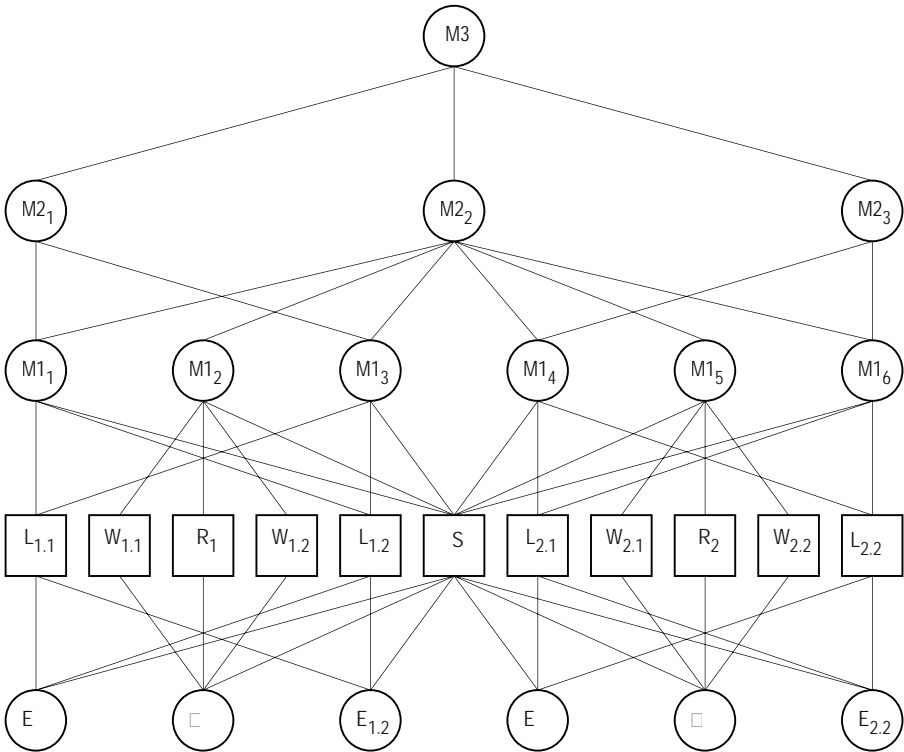 M3
M2₁ M2₂ M2₃
M1₁ M1₂ M1₃ M1₄ M1₅ M1₆
L₁.₁ W₁.₁ R₁ W₁.₂ L₁.₂ S L₂.₁ W₂.₁ R₂ W₂.₂ L₂.₂
E □ E₁.₂ E □ E₂.₂